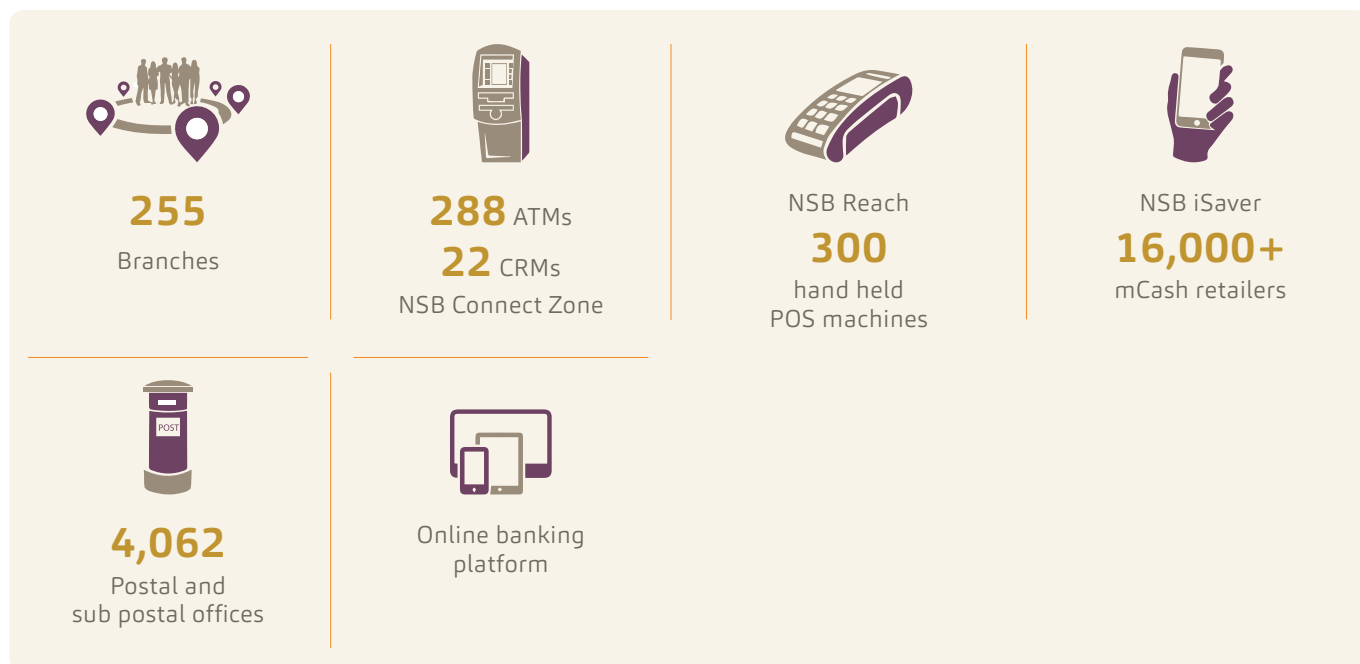 255
Branches
288 ATMs
22 CRMs
NSB Connect Zone
NSB Reach
300
hand held
POS machines
NSB iSaver
16,000+
mCash retailers
POST
4,062
Postal and
sub postal offices
Online banking
platform